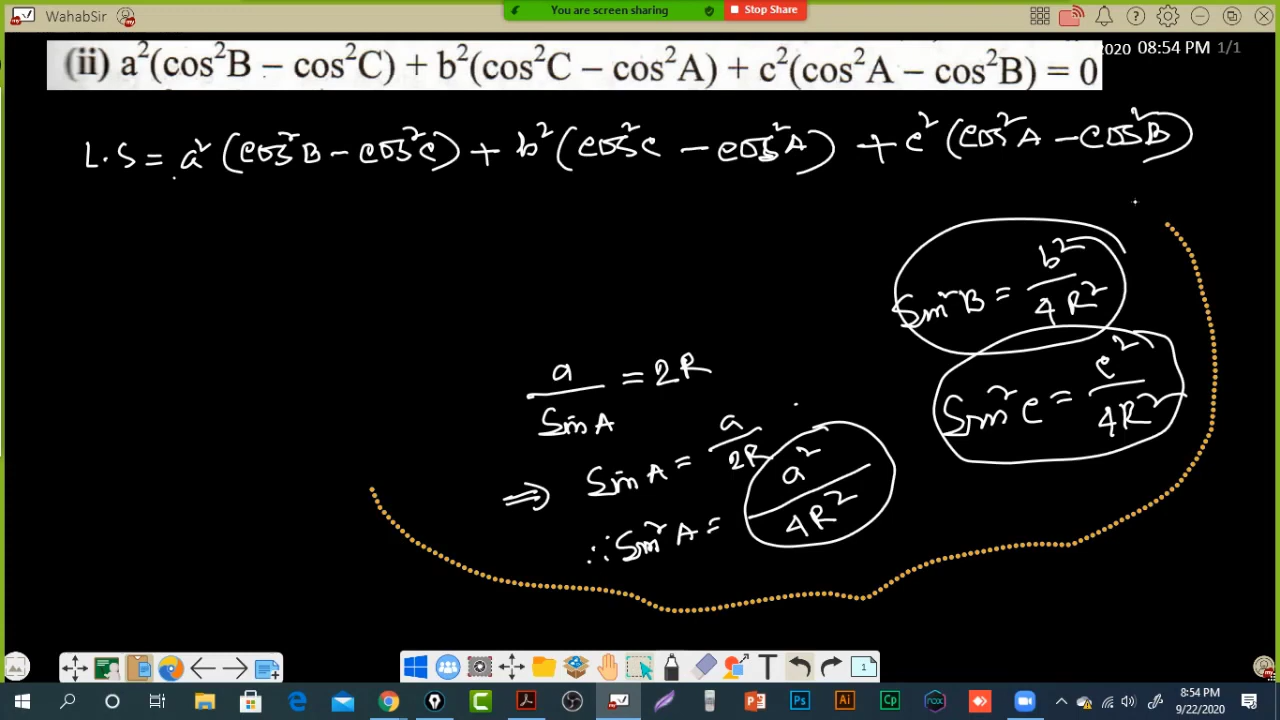 WahabSir
You are screen sharing
Stop Share
2020 08:54 PM 1/1
(ii) a²(cos²B – cos²C) + b²(cos²C – cos²A) + c²(cos²A – cos²B) = 0
L.S = a² (cos²B – cos²C) + b² (cos²C – cos²A) + c² (cos²A – cos²B)
Sin²B = b²/4R²
Sin²C = c²/4R²
a/SinA = 2R
⇒ SinA = a/2R
∴ Sin²A = a²/4R²
1
8:54 PM
9/22/2020